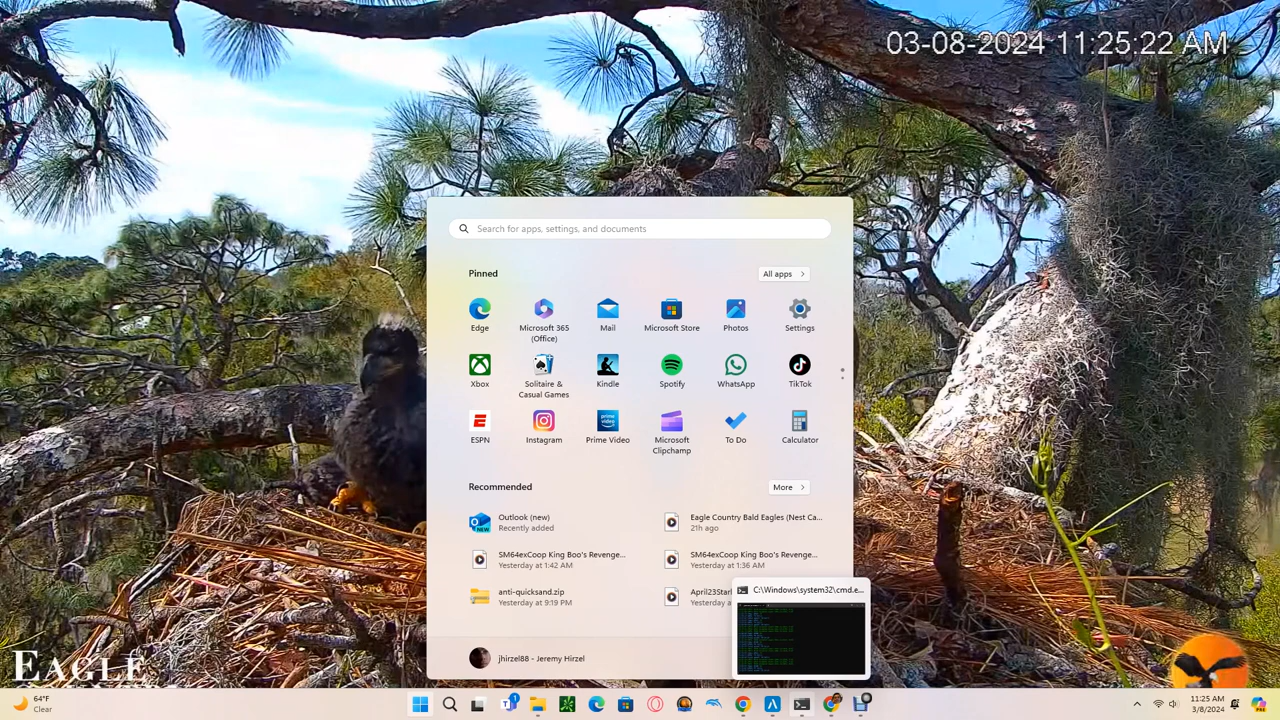 03-08-2024 11:25:22 AM
Search for apps, settings, and documents
Pinned
All apps
Edge
Microsoft 365
(Office)
Mail
Microsoft Store
Photos
Settings
Xbox
Solitaire &
Casual Games
Kindle
Spotify
WhatsApp
TikTok
ESPN
Instagram
Prime Video
Microsoft
Clipchamp
To Do
Calculator
Recommended
More
Outlook (new)
Recently added
Eagle Country Bald Eagles (Nest Ca...
21h ago
SM64exCoop King Boo's Revenge...
Yesterday at 1:42 AM
SM64exCoop King Boo's Revenge...
Yesterday at 1:36 AM
anti-quicksand.zip
Yesterday at 9:19 PM
April23Star
Yesterday a
C:\Windows\system32\cmd.e...
jhirzel88 - Jeremy Hirzel
EAGLE
64°F
Clear
11:25 AM
3/8/2024